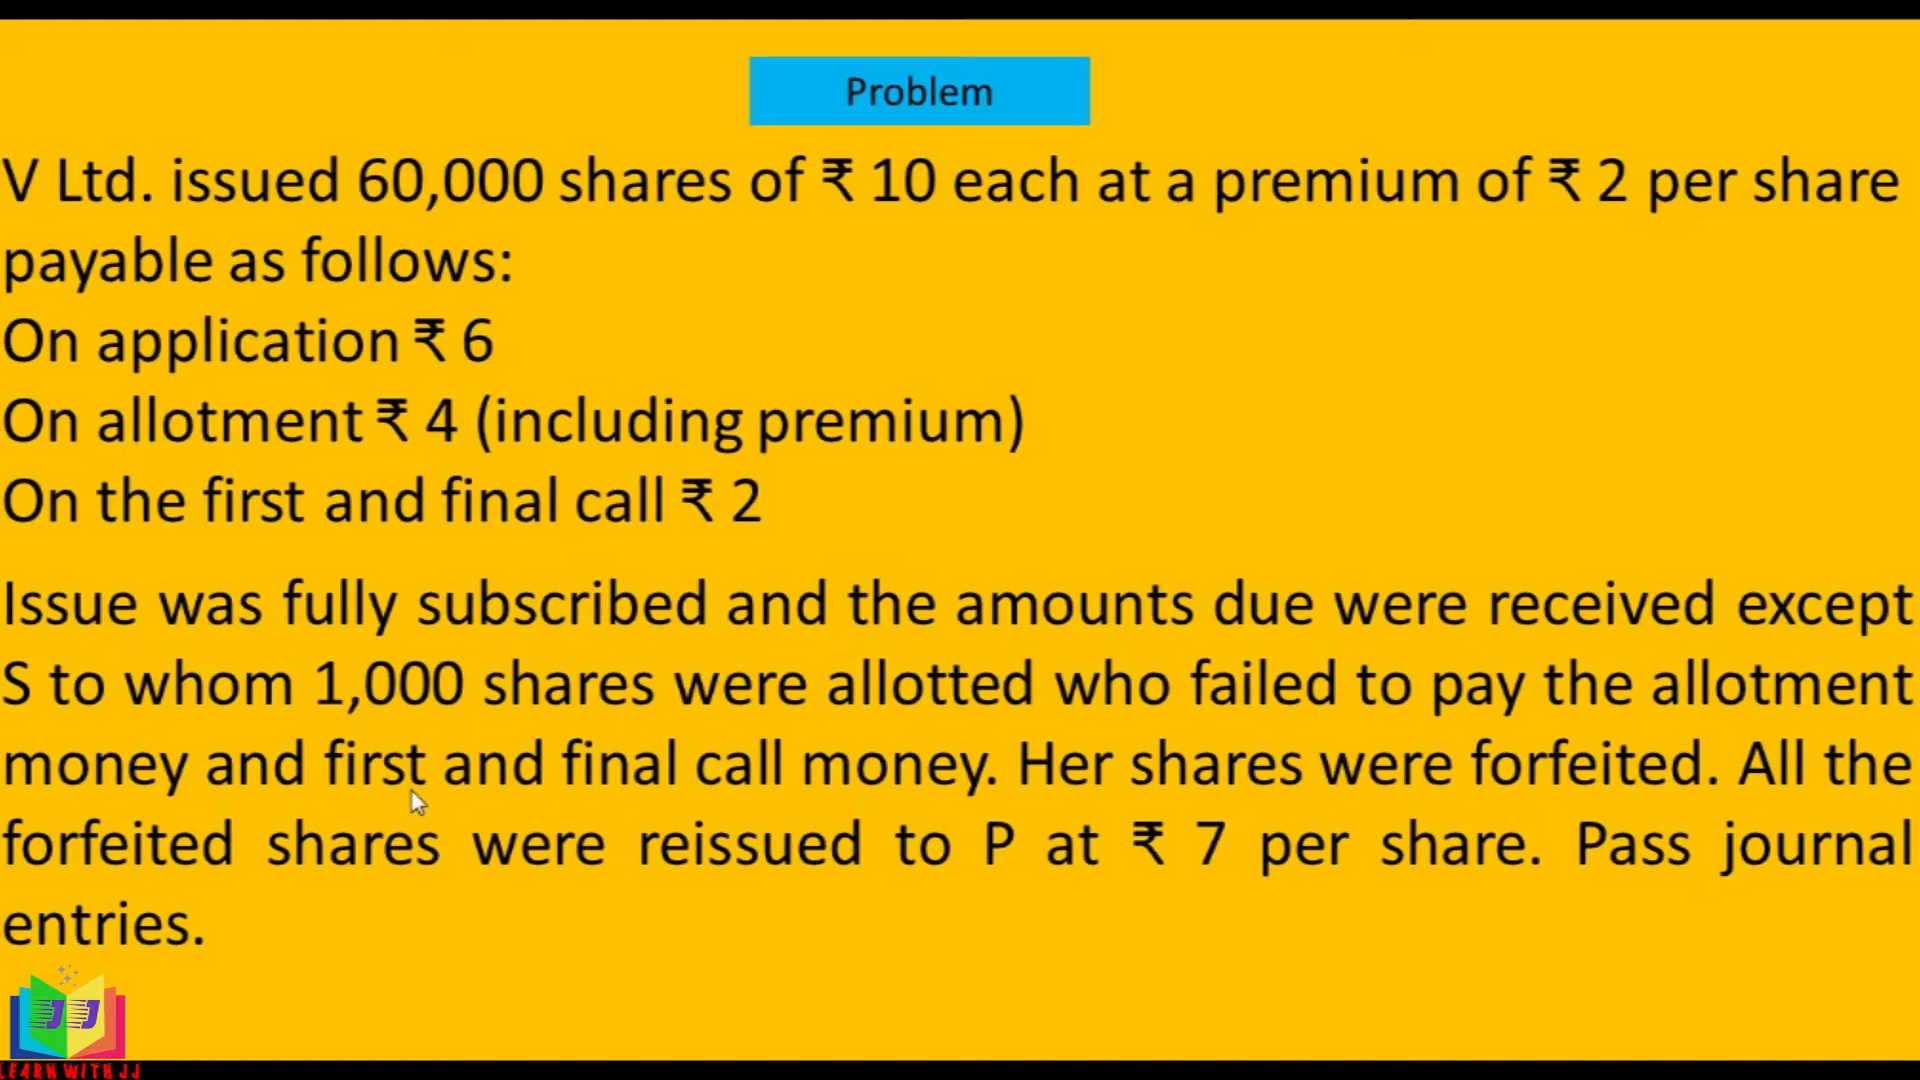 Problem
V Ltd. issued 60,000 shares of ₹ 10 each at a premium of ₹ 2 per share
payable as follows:
On application ₹ 6
On allotment ₹ 4 (including premium)
On the first and final call ₹ 2
Issue was fully subscribed and the amounts due were received except
S to whom 1,000 shares were allotted who failed to pay the allotment
money and first and final call money. Her shares were forfeited. All the
forfeited shares were reissued to P at ₹ 7 per share. Pass journal
entries.
JJ
LEARN WITH JJ